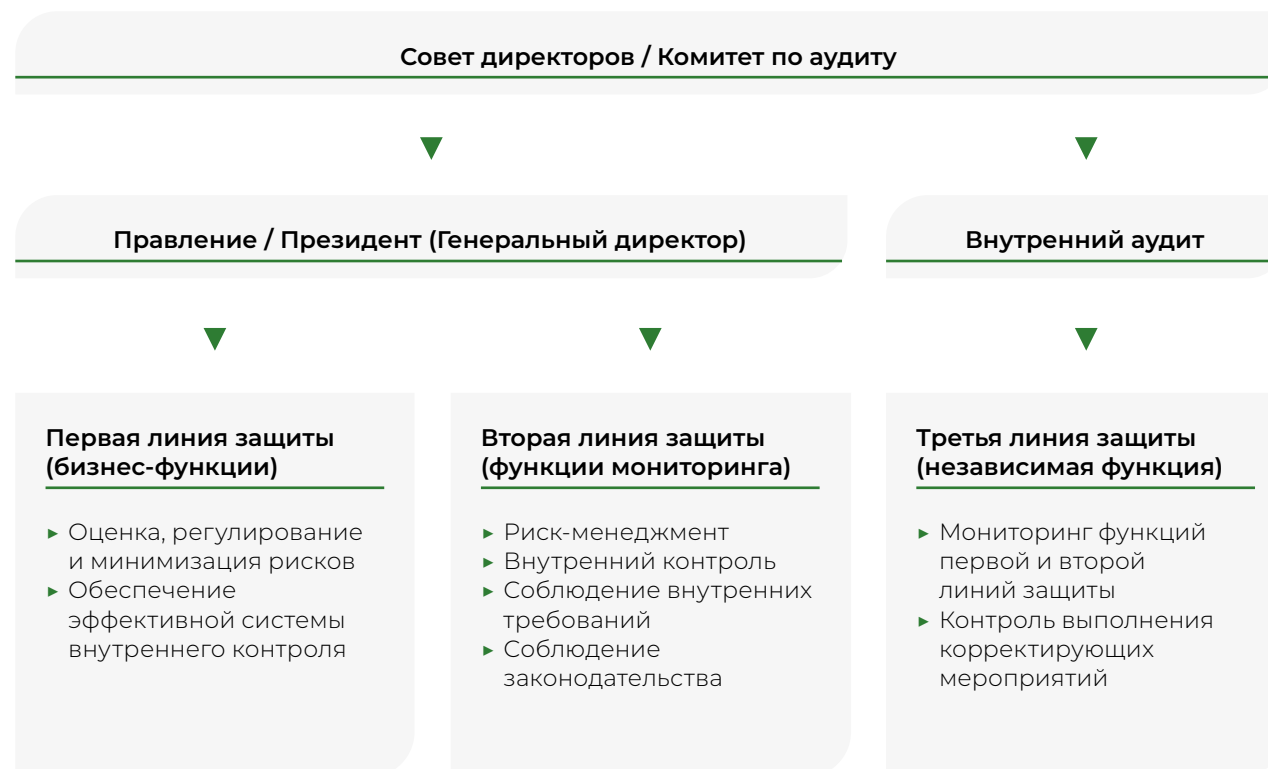 Совет директоров / Комитет по аудиту
Правление / Президент (Генеральный директор)
Внутренний аудит
Первая линия защиты
(бизнес-функции)
► Оценка, регулирование
и минимизация рисков
► Обеспечение
эффективной системы
внутреннего контроля
Вторая линия защиты
(функции мониторинга)
► Риск-менеджмент
► Внутренний контроль
► Соблюдение внутренних
требований
► Соблюдение
законодательства
Третья линия защиты
(независимая функция)
► Мониторинг функций
первой и второй
линий защиты
► Контроль выполнения
корректирующих
мероприятий